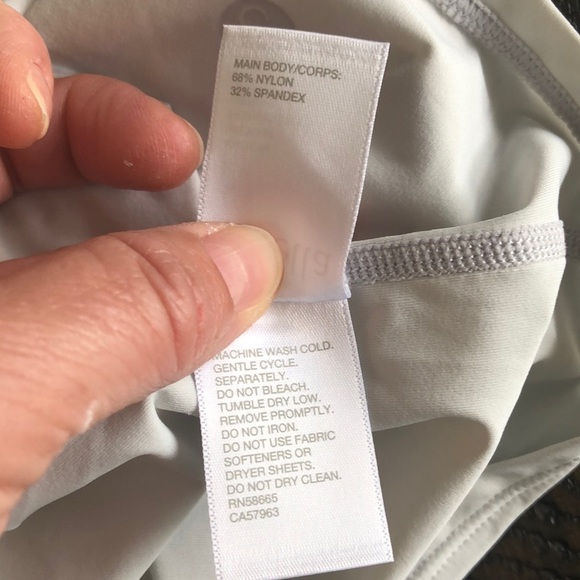 MAIN BODY/CORPS:
68% NYLON
32% SPANDEX
MACHINE WASH COLD.
GENTLE CYCLE.
SEPARATELY.
DO NOT BLEACH.
TUMBLE DRY LOW.
REMOVE PROMPTLY.
DO NOT IRON.
DO NOT USE FABRIC
SOFTENERS OR
DRYER SHEETS.
DO NOT DRY CLEAN.
RN58665
CA57963